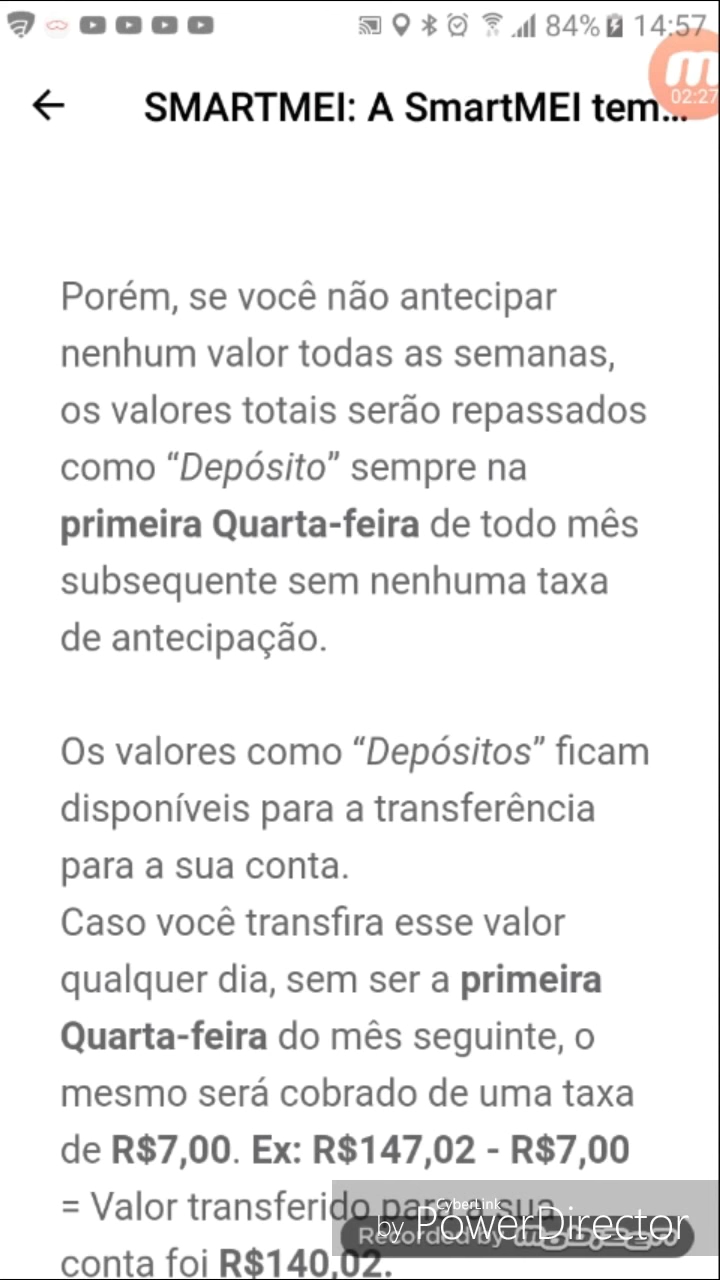 84% 14:57
02:27
SMARTMEI: A SmartMEI tem...
Porém, se você não antecipar
nenhum valor todas as semanas,
os valores totais serão repassados
como “Depósito” sempre na
primeira Quarta-feira de todo mês
subsequente sem nenhuma taxa
de antecipação.
Os valores como “Depósitos” ficam
disponíveis para a transferência
para a sua conta.
Caso você transfira esse valor
qualquer dia, sem ser a primeira
Quarta-feira do mês seguinte, o
mesmo será cobrado de uma taxa
de R$7,00. Ex: R$147,02 - R$7,00
= Valor transferido para a sua
CyberLink
by PowerDirector
Recorded by
conta foi R$140,02.